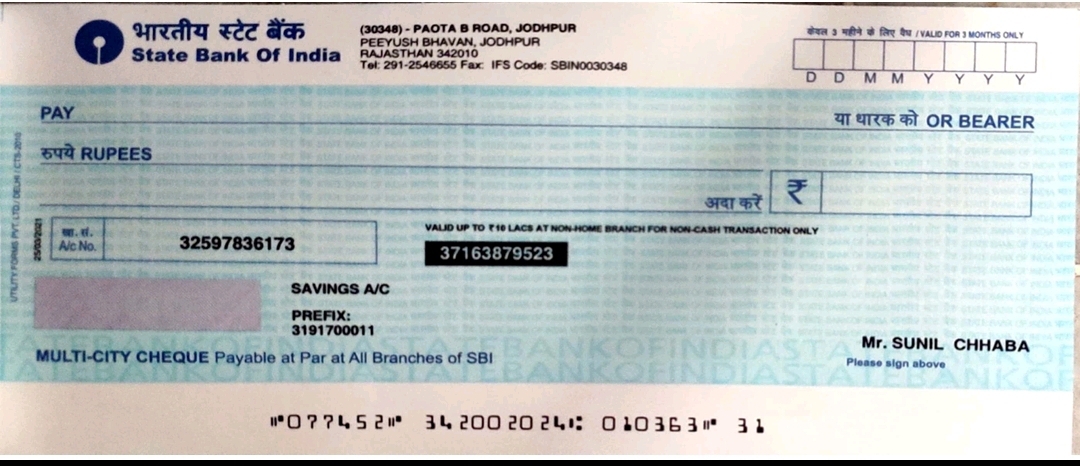 भारतीय स्टेट बैंक
State Bank Of India
(30348) - PAOTA B ROAD, JODHPUR
PEEYUSH BHAVAN, JODHPUR
RAJASTHAN 342010
Tel: 291-2546655 Fax: IFS Code: SBIN0030348
केवल 3 महीने के लिए वैध / VALID FOR 3 MONTHS ONLY
D D M M Y Y Y Y
PAY
या धारक को OR BEARER
रुपये RUPEES
अदा करें ₹
खा. सं.
A/c No.
32597836173
VALID UP TO ₹ 10 LACS AT NON-HOME BRANCH FOR NON-CASH TRANSACTION ONLY
37163879523
SAVINGS A/C
PREFIX:
3191700011
MULTI-CITY CHEQUE Payable at Par at All Branches of SBI
Mr. SUNIL CHHABA
Please sign above
UTILITY FORMS PVT. LTD / DELHI / CTS-2010
25/03/2021
STATEBANKOFINDIASTATEBANKOFINDIASTATEBANKOF
⑈077452⑈ 342002024⑆ 010363⑈ 31